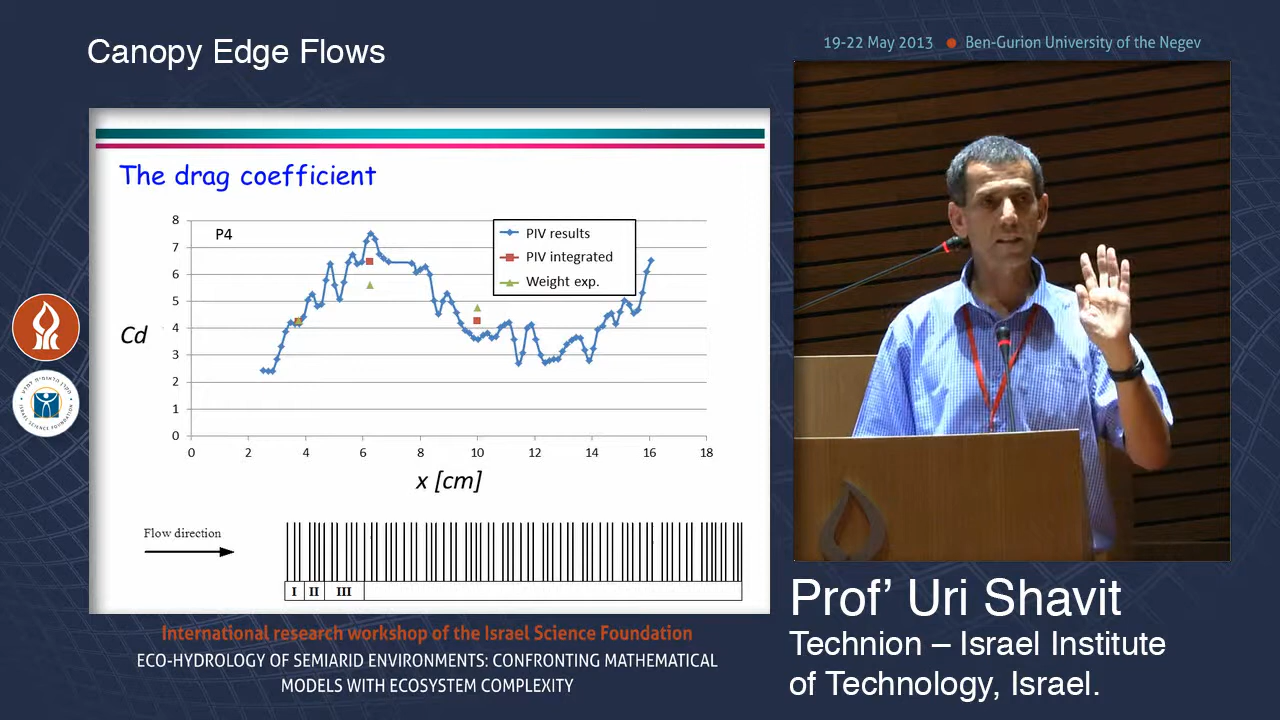 Canopy Edge Flows
19-22 May 2013 ● Ben-Gurion University of the Negev
The drag coefficient
P4
PIV results
PIV integrated
Weight exp.
Cd
8
7
6
5
4
3
2
1
0
0 2 4 6 8 10 12 14 16 18
x [cm]
Flow direction
I II III
Prof' Uri Shavit
Technion – Israel Institute
of Technology, Israel.
International research workshop of the Israel Science Foundation
ECO-HYDROLOGY OF SEMIARID ENVIRONMENTS: CONFRONTING MATHEMATICAL
MODELS WITH ECOSYSTEM COMPLEXITY